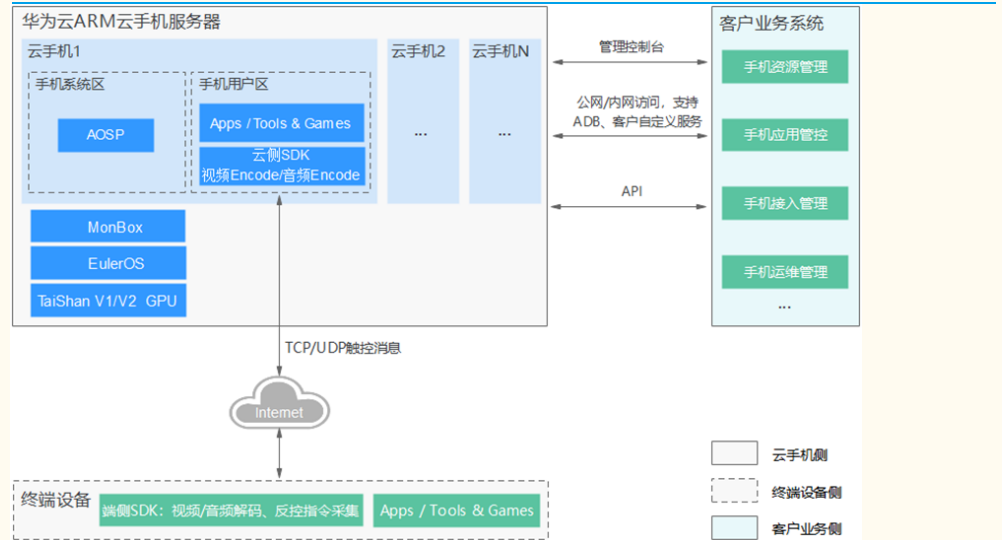 华为云ARM云手机服务器
云手机1
手机系统区
AOSP
手机用户区
Apps / Tools & Games
云侧SDK
视频Encode/音频Encode
云手机2
...
云手机N
...
MonBox
EulerOS
TaiShan V1/V2 GPU
管理控制台
公网/内网访问，支持
ADB、客户自定义服务
API
客户业务系统
手机资源管理
手机应用管控
手机接入管理
手机运维管理
...
TCP/UDP触控消息
Internet
终端设备
端侧SDK：视频/音频解码、反控指令采集
Apps / Tools & Games
云手机侧
终端设备侧
客户业务侧